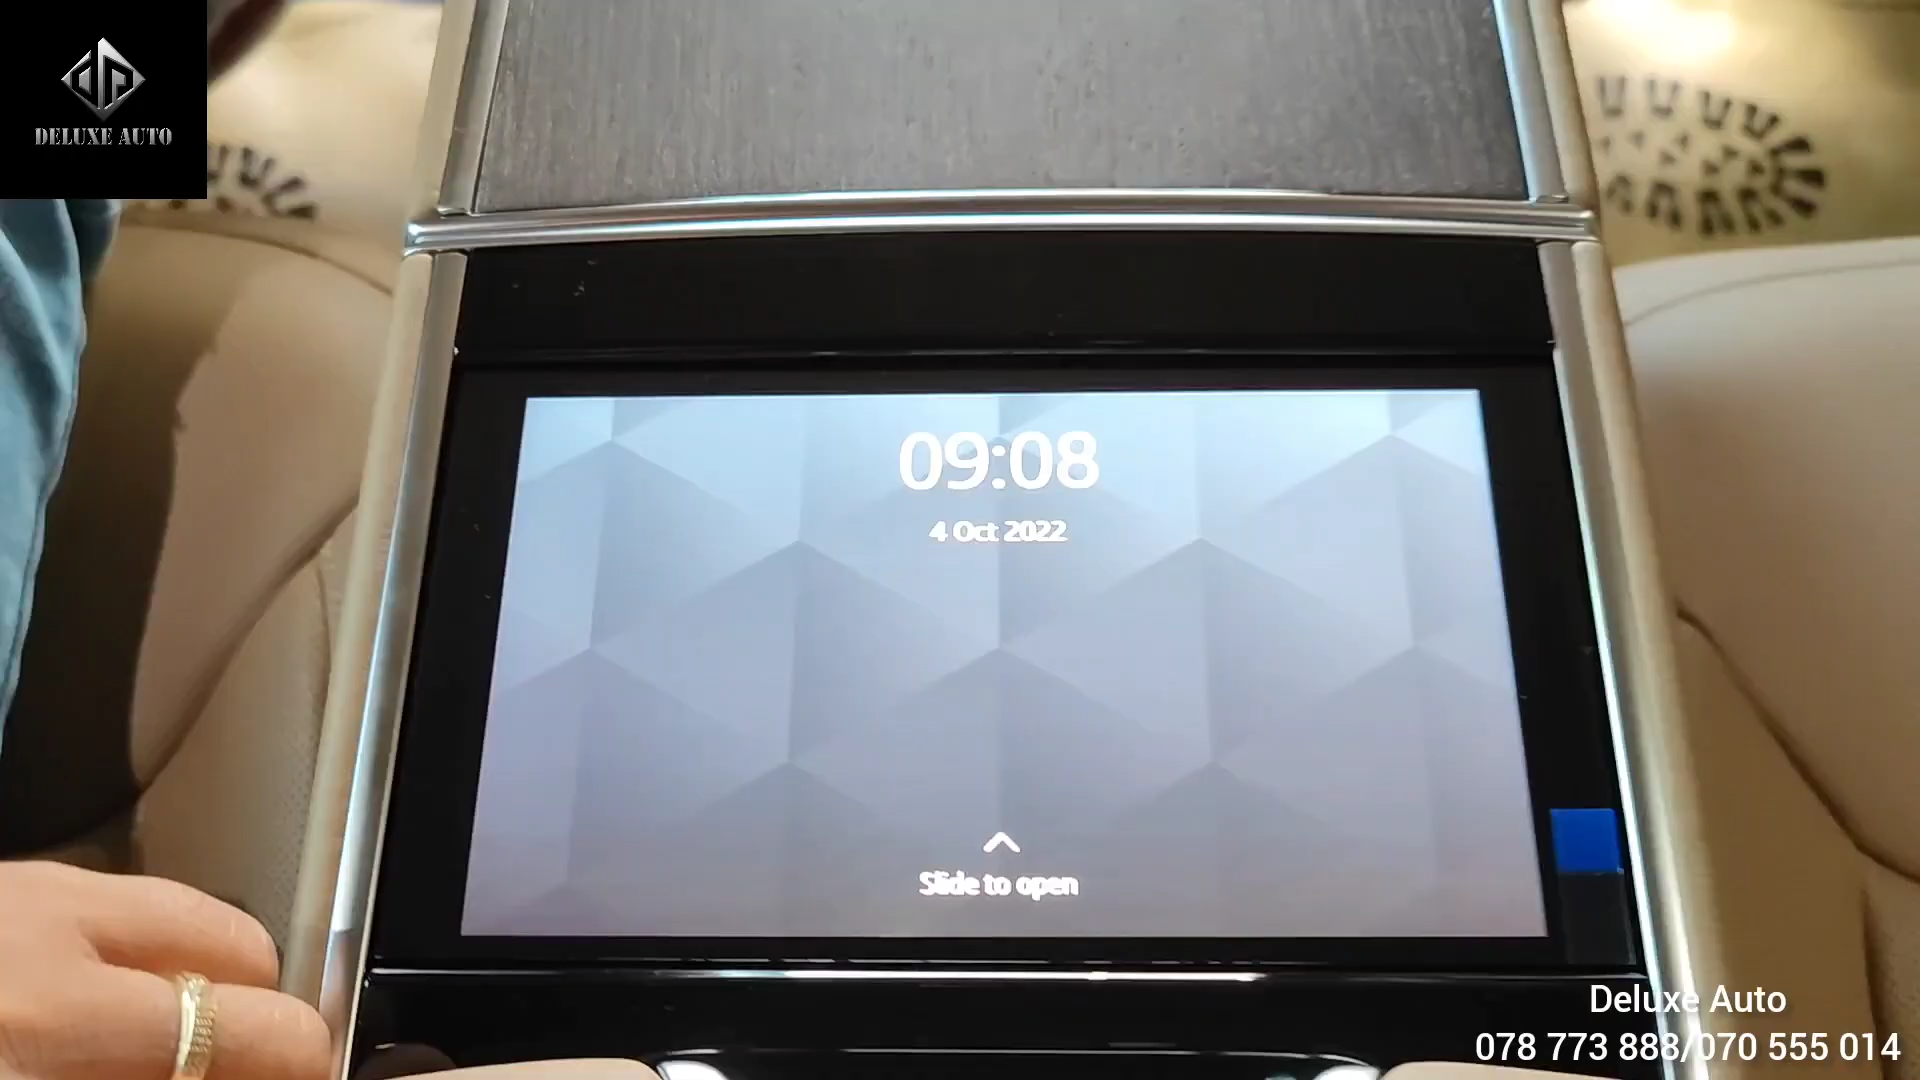 DELUXE AUTO
09:08
4 Oct 2022
Slide to open
Deluxe Auto
078 773 888/070 555 014